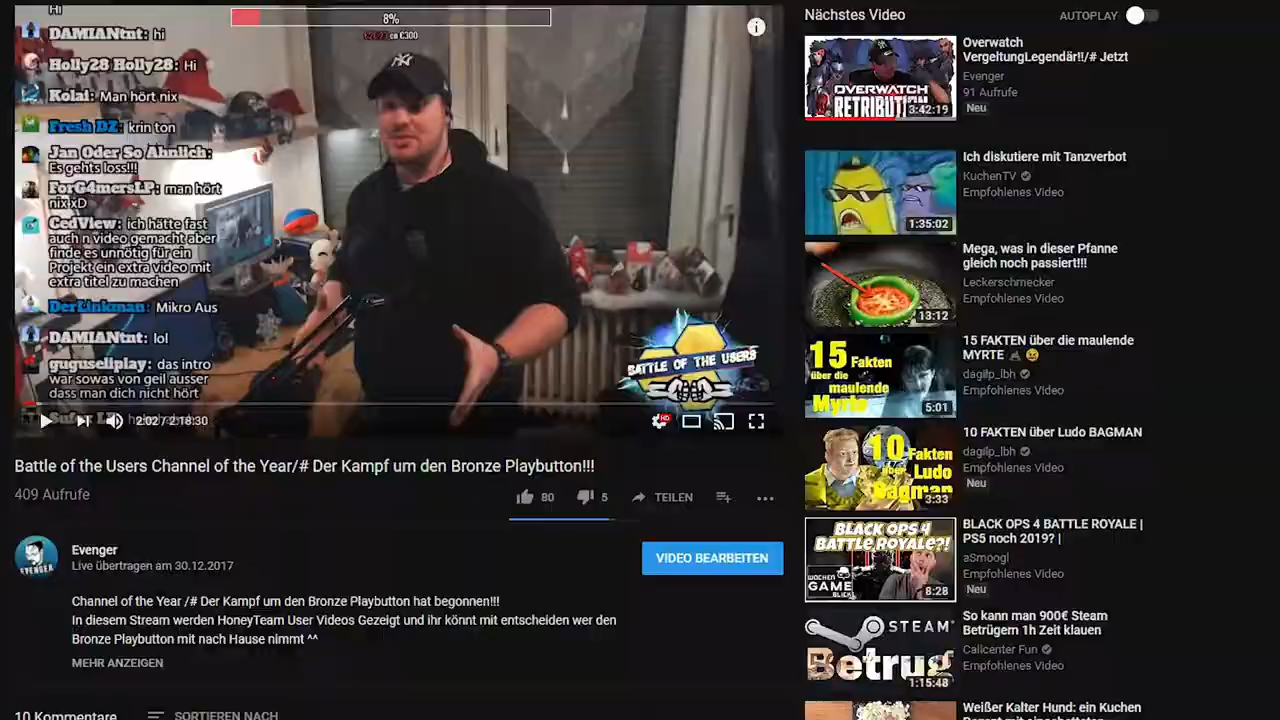 Hi
DAMIANtnt: hi
Holly28 Holly28: Hi
Kolai: Man hört nix
Fresh DZ: krin ton
Jan Oder So Ähnlich:
Es gehts loss!!!
ForG4mersLP: man hört
nix xD
CedView: ich hätte fast
auch n video gemacht aber
finde es unnötig für ein
Projekt ein extra video mit
extra titel zu machen
DerLinkman: Mikro Aus
DAMIANtnt: lol
guguseliplay: das intro
war sowas von geil ausser
dass man dich nicht hört
8%
BATTLE OF THE USERS
2:02 / 2:18:30
HD
Battle of the Users Channel of the Year/# Der Kampf um den Bronze Playbutton!!!
409 Aufrufe
80
5
TEILEN
EVENGER
Evenger
Live übertragen am 30.12.2017
VIDEO BEARBEITEN
Channel of the Year /# Der Kampf um den Bronze Playbutton hat begonnen!!!
In diesem Stream werden HoneyTeam User Videos Gezeigt und ihr könnt mit entscheiden wer den
Bronze Playbutton mit nach Hause nimmt ^^
MEHR ANZEIGEN
10 Kommentare
SORTIEREN NACH
Nächstes Video
AUTOPLAY
OVERWATCH
RETRIBUTI
3:42:19
Overwatch
VergeltungLegendär!!/# Jetzt
Evenger
91 Aufrufe
Neu
1:35:02
Ich diskutiere mit Tanzverbot
KuchenTV
Empfohlenes Video
13:12
Mega, was in dieser Pfanne
gleich noch passiert!!!
Leckerschmecker
Empfohlenes Video
15 Fakten
über die
maulende
Myrte
5:01
15 FAKTEN über die maulende
MYRTE
dagilp_lbh
Empfohlenes Video
10 Fakten
über
Ludo
Bagman
3:33
10 FAKTEN über Ludo BAGMAN
dagilp_lbh
Empfohlenes Video
Neu
BLACK OPS 4
BATTLE ROYALE?!
WOCHEN
GAME
BLICK
8:28
BLACK OPS 4 BATTLE ROYALE |
PS5 noch 2019? |
aSmoogl
Empfohlenes Video
Neu
STEAM
Betrug
1:15:48
So kann man 900€ Steam
Betrügern 1h Zeit klauen
Callcenter Fun
Empfohlenes Video
Weißer Kalter Hund: ein Kuchen